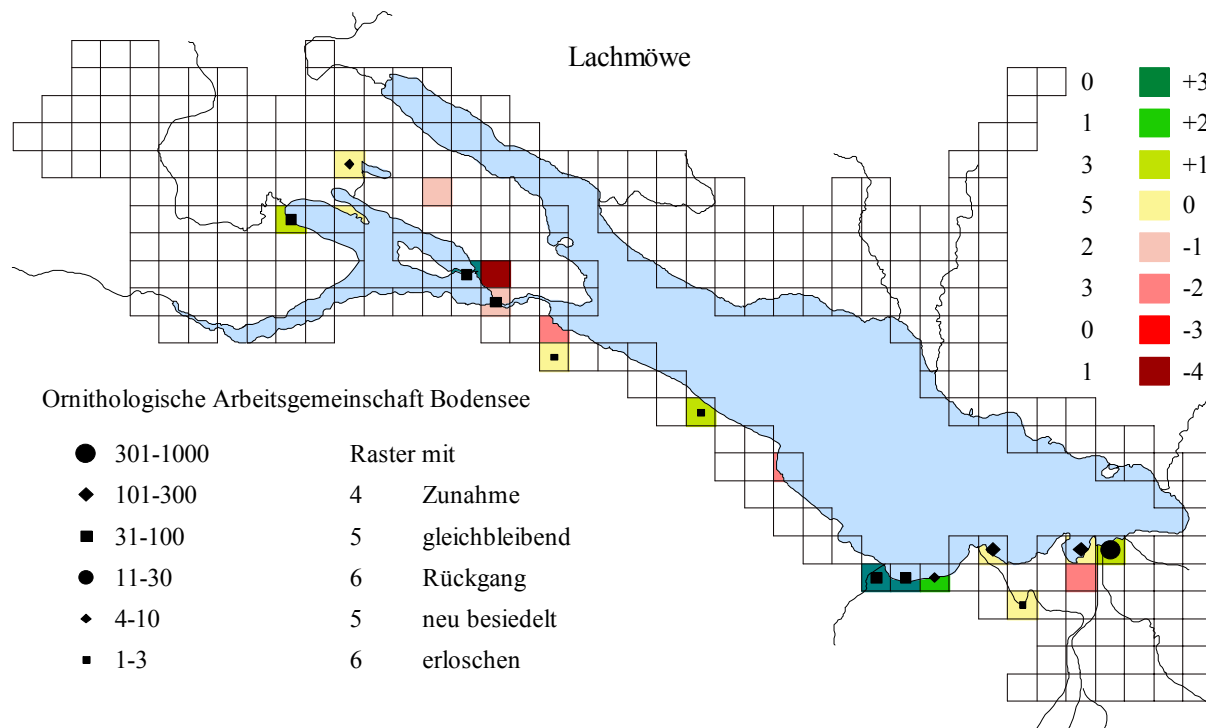 Lachmöwe
0 +3
1 +2
3 +1
5 0
2 -1
3 -2
0 -3
1 -4
Ornithologische Arbeitsgemeinschaft Bodensee
301-1000 Raster mit
101-300 4 Zunahme
31-100 5 gleichbleibend
11-30 6 Rückgang
4-10 5 neu besiedelt
1-3 6 erloschen